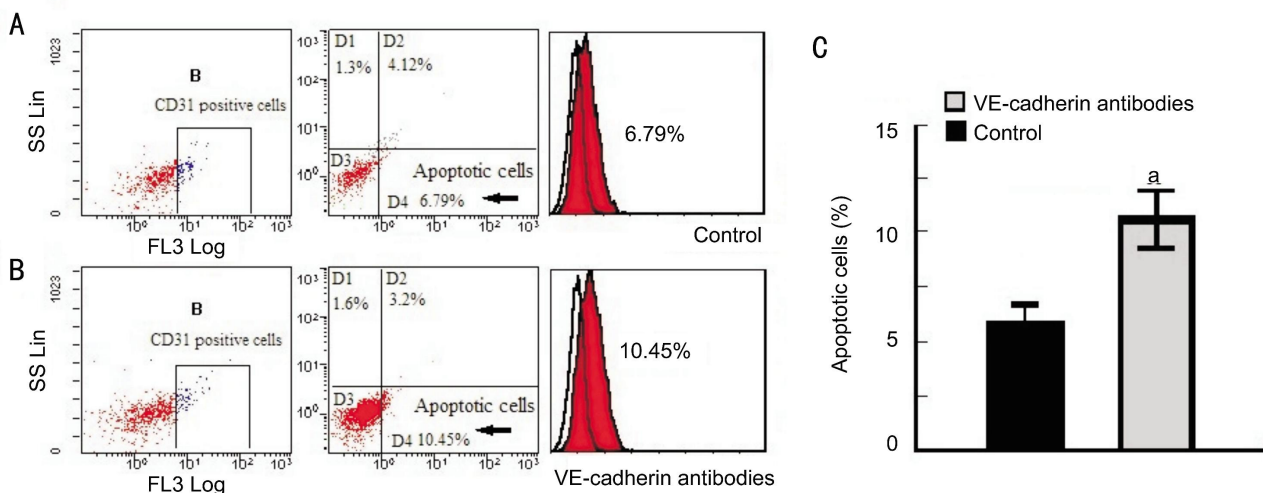 A
1023
SS Lin
0
B
CD31 positive cells
10⁰ 10¹ 10² 10³
FL3 Log
10³
10²
10¹
10⁰
D1 D2
1.3% 4.12%
D3
Apoptotic cells
D4 6.79%
6.79%
Control
B
1023
SS Lin
0
B
CD31 positive cells
10⁰ 10¹ 10² 10³
FL3 Log
10³
10²
10¹
10⁰
D1 D2
1.6% 3.2%
D3
Apoptotic cells
D4 10.45%
10⁰ 10¹ 10² 10³
10.45%
VE-cadherin antibodies
10⁰ 10¹ 10² 10³
C
VE-cadherin antibodies
Control
15
10
5
0
Apoptotic cells (%)
a